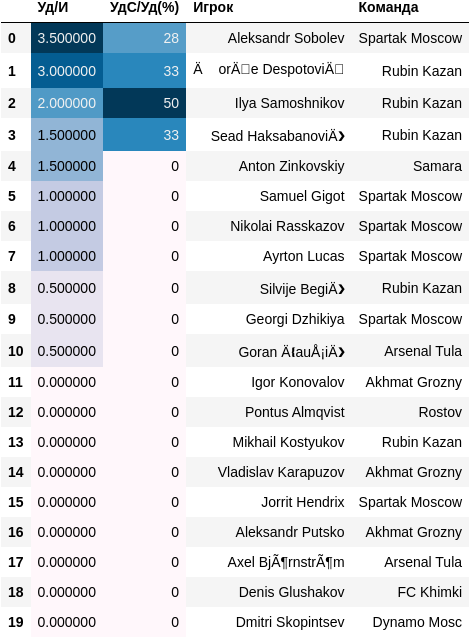 Уд/И УдС/Уд(%) Игрок Команда
0 3.500000 28 Aleksandr Sobolev Spartak Moscow
1 3.000000 33 Ä orÄ□e DespotoviÄ□ Rubin Kazan
2 2.000000 50 Ilya Samoshnikov Rubin Kazan
3 1.500000 33 Sead HaksabanoviÄ❯ Rubin Kazan
4 1.500000 0 Anton Zinkovskiy Samara
5 1.000000 0 Samuel Gigot Spartak Moscow
6 1.000000 0 Nikolai Rasskazov Spartak Moscow
7 1.000000 0 Ayrton Lucas Spartak Moscow
8 0.500000 0 Silvije BegiÄ❯ Rubin Kazan
9 0.500000 0 Georgi Dzhikiya Spartak Moscow
10 0.500000 0 Goran ÄɪauÅ¡iÄ❯ Arsenal Tula
11 0.000000 0 Igor Konovalov Akhmat Grozny
12 0.000000 0 Pontus Almqvist Rostov
13 0.000000 0 Mikhail Kostyukov Rubin Kazan
14 0.000000 0 Vladislav Karapuzov Akhmat Grozny
15 0.000000 0 Jorrit Hendrix Spartak Moscow
16 0.000000 0 Aleksandr Putsko Akhmat Grozny
17 0.000000 0 Axel BjÃ¶rnstrÃ¶m Arsenal Tula
18 0.000000 0 Denis Glushakov FC Khimki
19 0.000000 0 Dmitri Skopintsev Dynamo Mosc